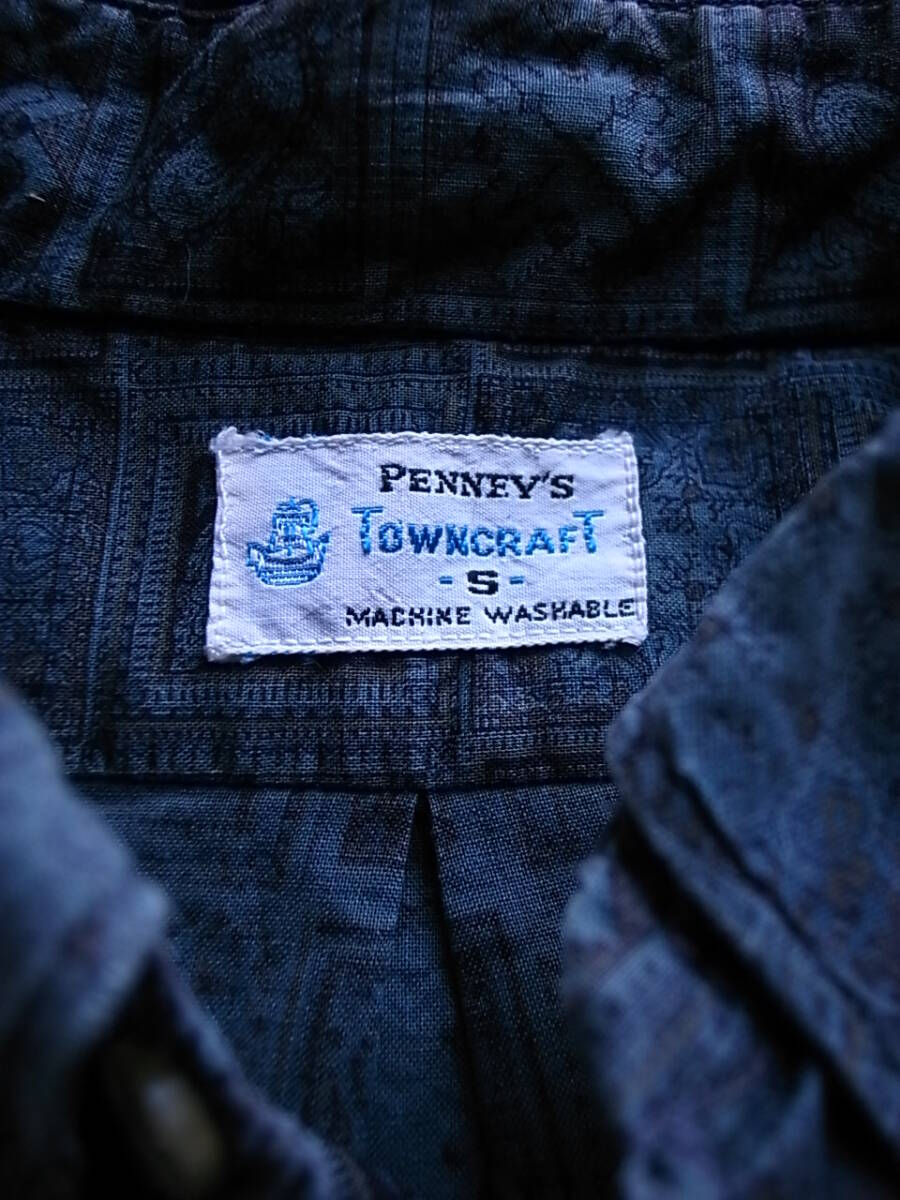 PENNEY'S
TOWNCRAFT
- S -
MACHINE WASHABLE